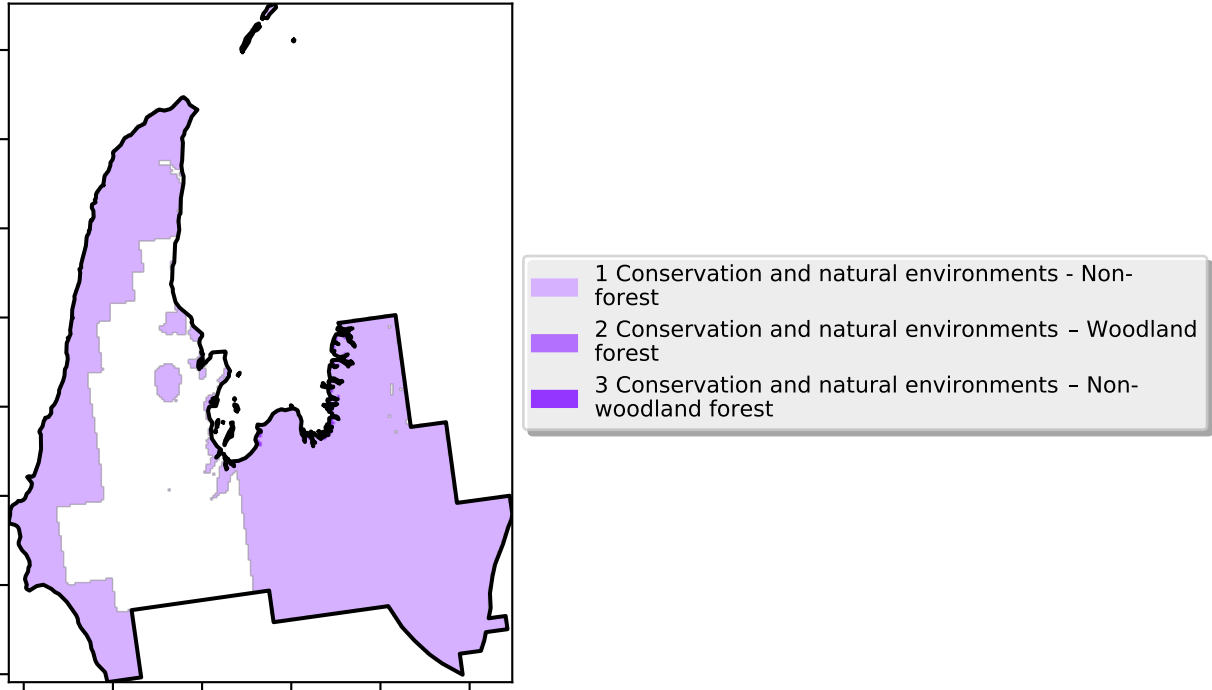 1 Conservation and natural environments - Non-
forest
2 Conservation and natural environments – Woodland
forest
3 Conservation and natural environments – Non-
woodland forest